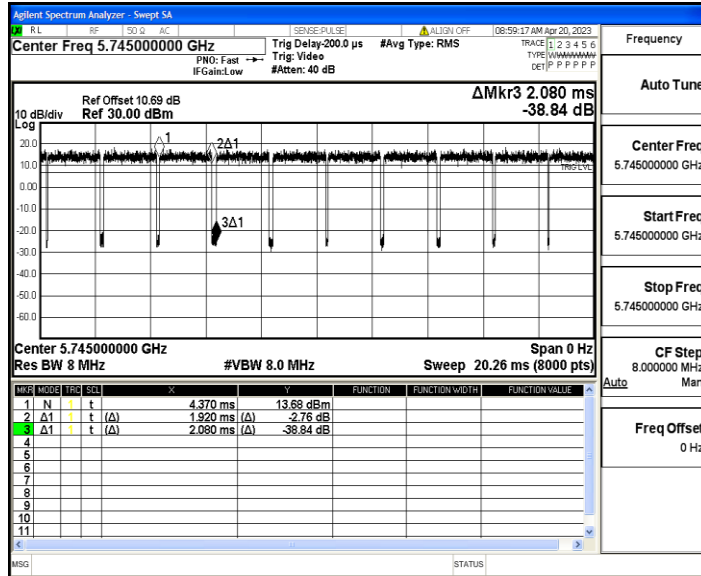 Agilent Spectrum Analyzer - Swept SA
LXI RL RF 50 Ω AC SENSE:PULSE ALIGN OFF 08:59:17 AM Apr 20, 2023
Center Freq 5.745000000 GHz
PNO: Fast
IFGain:Low
Trig Delay-200.0 µs
Trig: Video
#Atten: 40 dB
#Avg Type: RMS
TRACE 1 2 3 4 5 6
TYPE WWWWWW
DET P P P P P P
10 dB/div
Log
Ref Offset 10.69 dB
Ref 30.00 dBm
ΔMkr3 2.080 ms
-38.84 dB
20.0
10.0
0.00
-10.0
-20.0
-30.0
-40.0
-50.0
-60.0
1
2Δ1
3Δ1
TRIG LVL
Center 5.745000000 GHz
Span 0 Hz
Res BW 8 MHz
#VBW 8.0 MHz
Sweep 20.26 ms (8000 pts)
MKR MODE TRC SCL X Y FUNCTION FUNCTION WIDTH FUNCTION VALUE
1 N 1 t 4.370 ms 13.68 dBm
2 Δ1 1 t (Δ) 1.920 ms (Δ) -2.76 dB
3 Δ1 1 t (Δ) 2.080 ms (Δ) -38.84 dB
4
5
6
7
8
9
10
11
MSG
STATUS
Frequency
Auto Tune
Center Freq
5.745000000 GHz
Start Freq
5.745000000 GHz
Stop Freq
5.745000000 GHz
CF Step
8.000000 MHz
Auto Man
Freq Offset
0 Hz